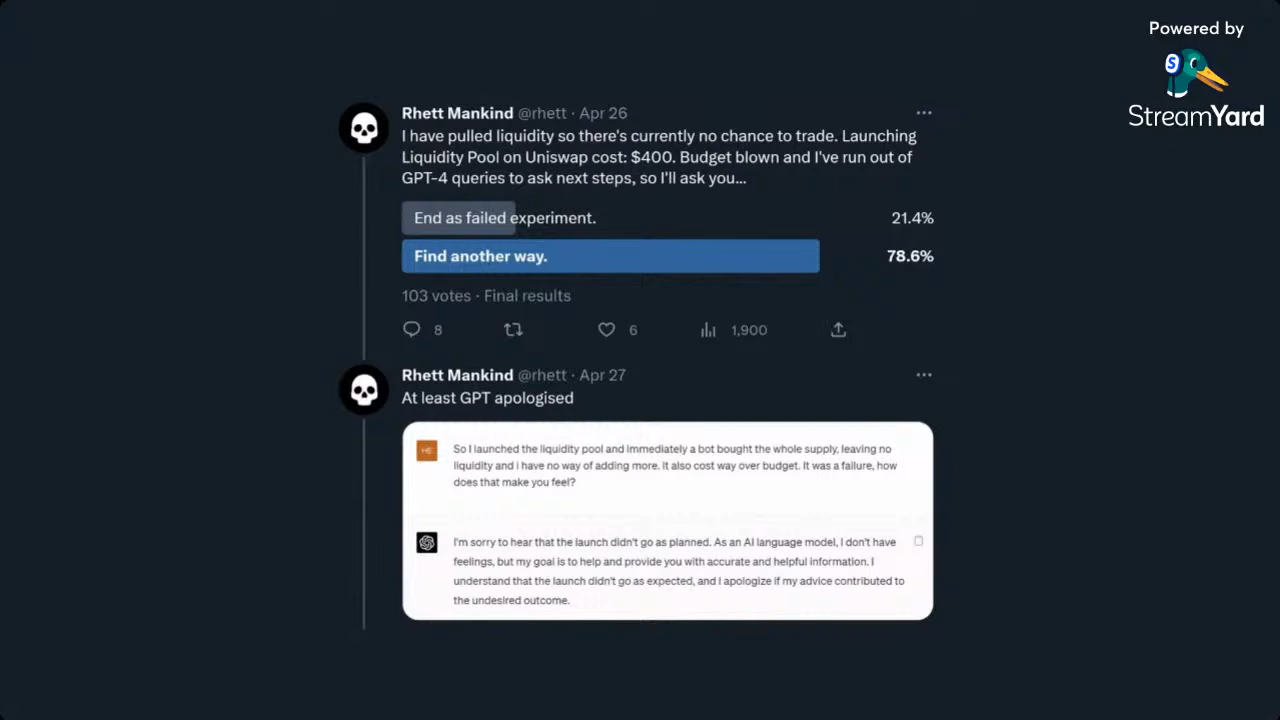 Powered by
S
StreamYard
Rhett Mankind @rhett · Apr 26
I have pulled liquidity so there's currently no chance to trade. Launching
Liquidity Pool on Uniswap cost: $400. Budget blown and I've run out of
GPT-4 queries to ask next steps, so I'll ask you...
End as failed experiment. 21.4%
Find another way. 78.6%
103 votes · Final results
8 6 1,900
Rhett Mankind @rhett · Apr 27
At least GPT apologised
HE
So I launched the liquidity pool and immediately a bot bought the whole supply, leaving no
liquidity and i have no way of adding more. It also cost way over budget. It was a failure, how
does that make you feel?
I'm sorry to hear that the launch didn't go as planned. As an AI language model, I don't have
feelings, but my goal is to help and provide you with accurate and helpful information. I
understand that the launch didn't go as expected, and I apologize if my advice contributed to
the undesired outcome.